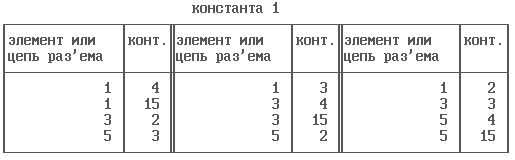 константа 1
элемент или конт. элемент или конт. элемент или конт.
цепь раз'ема цепь раз'ема цепь раз'ема
1 4 1 3 1 2
1 15 3 4 3 3
3 2 3 15 5 4
5 3 5 2 5 15